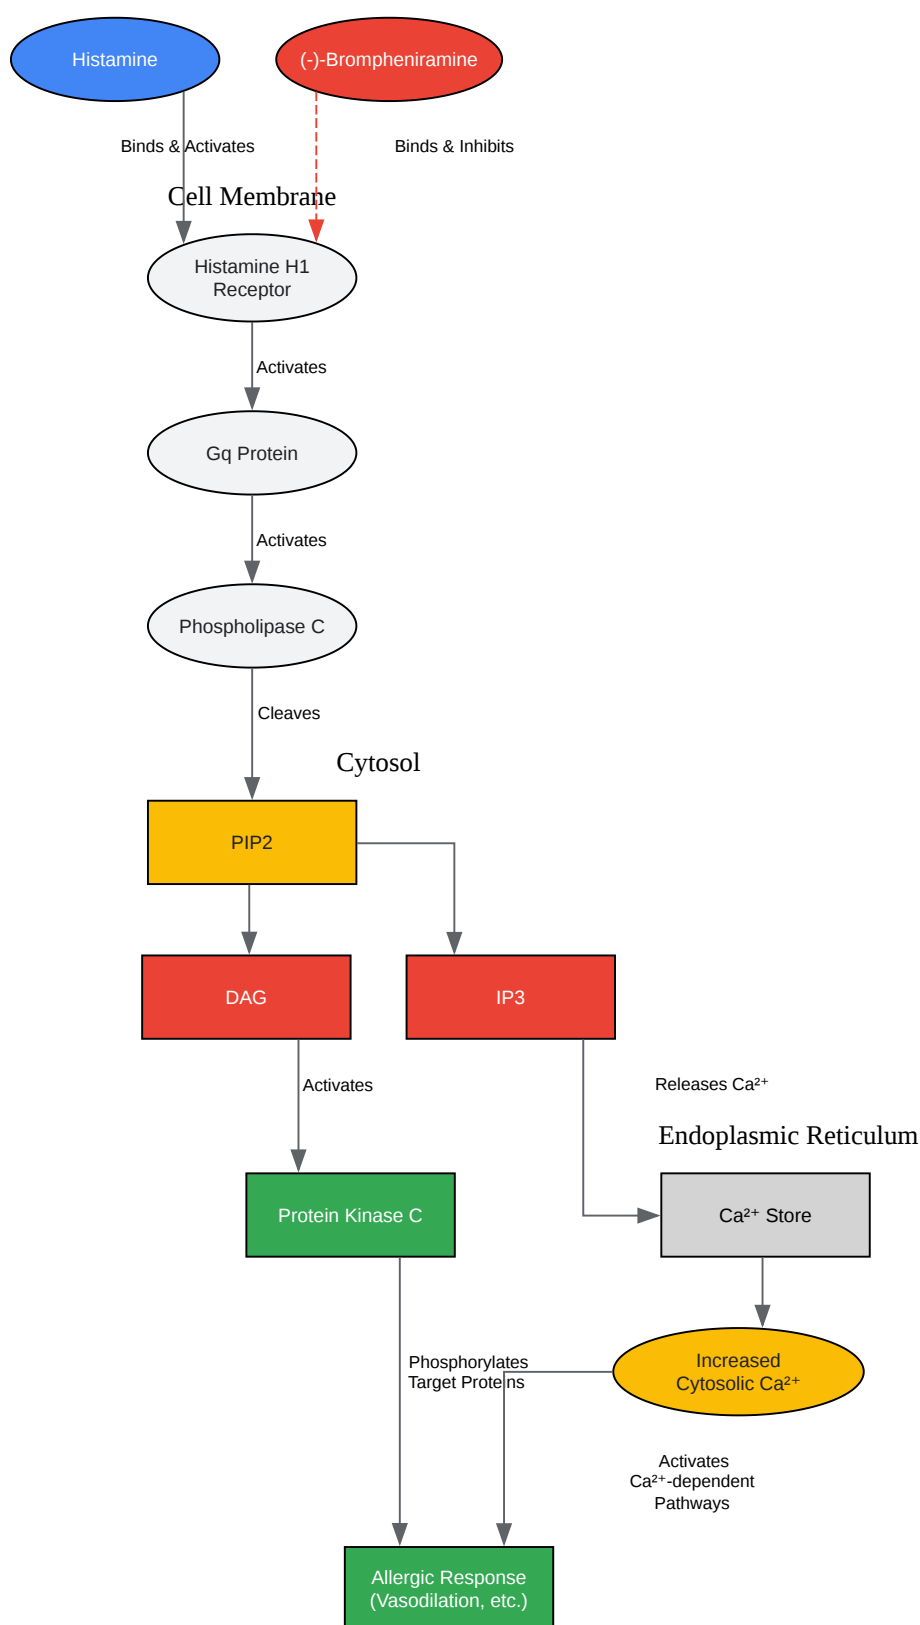 Histamine
(-)-Brompheniramine
Binds & Activates
Binds & Inhibits
Cell Membrane
Histamine H1
Receptor
Activates
Gq Protein
Activates
Phospholipase C
Cleaves
Cytosol
PIP2
DAG
IP3
Activates
Releases Ca²⁺
Endoplasmic Reticulum
Protein Kinase C
Ca²⁺ Store
Phosphorylates
Target Proteins
Increased
Cytosolic Ca²⁺
Activates
Ca²⁺-dependent
Pathways
Allergic Response
(Vasodilation, etc.)